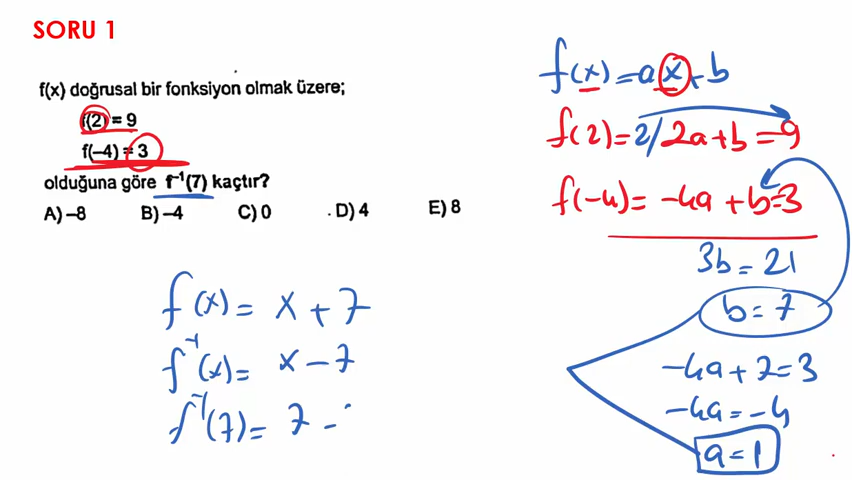 SORU 1
f(x) doğrusal bir fonksiyon olmak üzere;
f(2) = 9
f(–4) = 3
olduğuna göre f⁻¹(7) kaçtır?
A) –8 B) –4 C) 0 D) 4 E) 8
f(x) = ax + b
f(2) = 2/ 2a + b = 9
f(-4) = -4a + b = 3
3b = 21
b = 7
-4a + 7 = 3
-4a = -4
a = 1
f(x) = x + 7
f⁻¹(x) = x - 7
f⁻¹(7) = 7 -